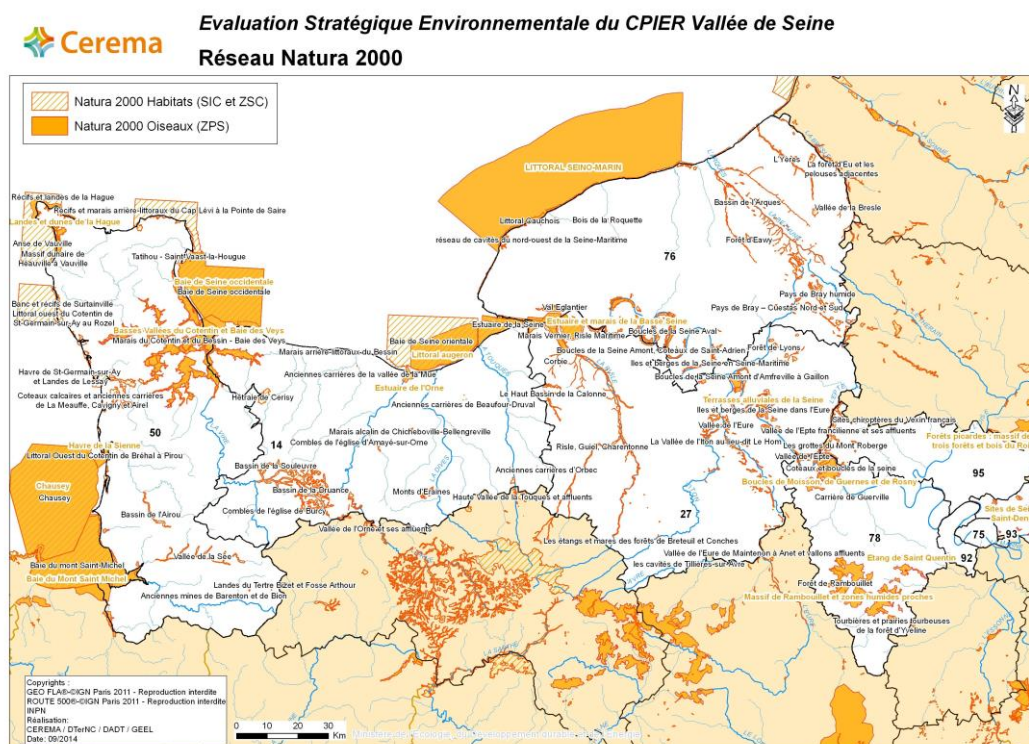 Cerema
Evaluation Stratégique Environementale du CPIER Vallée de Seine
Réseau Natura 2000
Natura 2000 Habitats (SIC et ZSC)
Natura 2000 Oiseaux (ZPS)
N
LITTORAL SEINO-MARIN
L'Yères
La forêt d'Eu et les
pelouses adjacentes
Bassin de l'Arques
Vallée de la Bresle
Récifs et landes de la Hague
Récifs et marais arrière-littoraux du Cap Lévi à la Pointe de Saire
Landes et dunes de la Hague
Littoral Cauchois
Bois de la Roquette
réseau de cavités du nord-ouest de la Seine-Maritime
Forêt d'Eawy
76
Anse de Vauville
Massif dunaire de
Héauville à Vauville
Tatihou - Saint-Vaast-la-Hougue
Baie de Seine occidentale
Baie de Seine occidentale
Banc et récifs de Surtainville
Littoral ouest du Cotentin de
St-Germain-sur-Ay au Rozel
Pays de Bray humide
Pays de Bray – Cuestas Nord et Sud
Val Eglantier
Estuaire et marais de la Basse Seine
Estuaire de la Seine
Marais Vernier, Risle Maritime
Boucles de la Seine Aval
Basses Vallées du Cotentin et Baie des Veys
Marais du Cotentin et du Bessin - Baie des Veys
Baie de Seine orientale
Littoral augeron
Marais arrière-littoraux du Bessin
Forêt de Lyons
Boucles de la Seine Amont, Coteaux de Saint-Adrien
Corbie
Iles et Berges de la Seine en Seine-Maritime
Boucles de la Seine Amont d'Amfreville à Gaillon
Havre de St-Germain-sur-Ay
et Landes de Lessay
Anciennes carrières de la vallée de la Mue
Estuaire de l'Orne
Coteaux calcaires et anciennes carrières
de La Meauffe, Cavigny et Airel
Hêtraie de Cerisy
Anciennes carrières de Beaufour-Druval
Le Haut Bassin de la Calonne
Terrasses alluviales de la Seine
Iles et berges de la Seine dans l'Eure
Vallée de l'Eure
Sites chiroptères du Vexin français
Vallée de l'Epte francilienne et ses affluents
50
14
Marais alcalin de Chicheboville-Bellengreville
Combles de l'église d'Amayé-sur-Orne
Risle, Guiel, Charentonne
La Vallée de l'Iton au lieu-dit Le Hom
Les grottes du Mont Roberge
Vallée de l'Epte
Coteaux et boucles de la seine
Forêts picardes : massif de
trois forêts et bois du Roi
Havre de la Sienne
Littoral Ouest du Cotentin de Bréhal à Pirou
Bassin de la Souleuvre
Anciennes carrières d'Orbec
95
Chausey
Chausey
Bassin de la Druance
Monts d'Eraines
Haute Vallée de la Touques et affluents
Boucles de Moisson, de Guernes et de Rosny
Carrière de Guerville
Combles de l'église de Burcy
Bassin de l'Airou
27
Sites de Sei
Saint-Den
75
93
78
92
Vallée de l'Orne et ses affluents
Les étangs et mares des forêts de Breteuil et Conches
Vallée de l'Eure de Maintenon à Anet et vallons affluents
les cavités de Tillières-sur-Avre
Etang de Saint Quentin
Vallée de la Sée
Baie du mont Saint-Michel
Baie du Mont Saint Michel
Landes du Tertre Bizet et Fosse Arthour
Anciennes mines de Barenton et de Bion
Forêt de Rambouillet
Massif de Rambouillet et zones humides proches
Tourbières et prairies tourbeuses
de la forêt d'Yveline
Copyrights :
GEO FLA®-©IGN Paris 2011 - Reproduction interdite
ROUTE 500®-©IGN Paris 2011 - Reproduction interdite
INPN
Réalisation:
CEREMA / DTerNC / DADT / GEEL
Date: 09/2014
0 10 20 30
Km
Ministère de l'Ecologie, du développement durable et de l'Energie